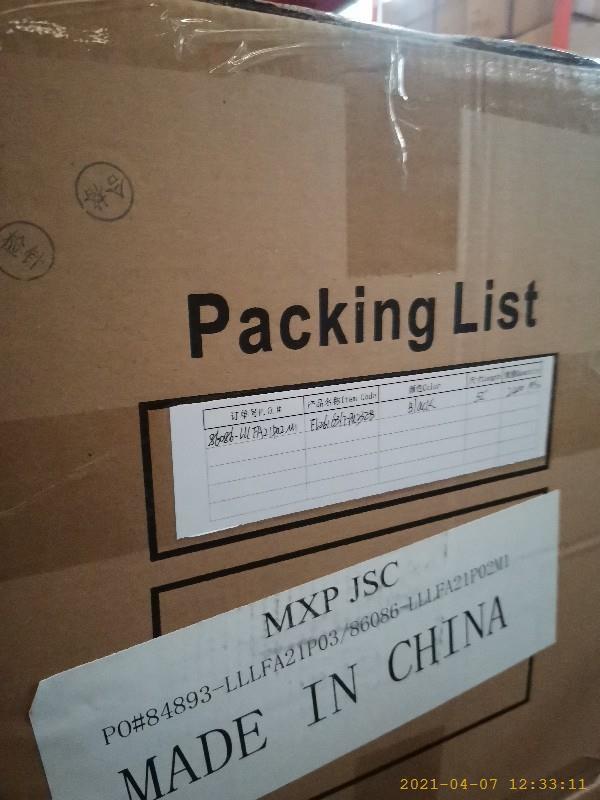 合格
检针
Packing List
订单号P.O.# 产品名称Item Code 颜色Color
86086-LLLFA21P02M1 Black
MXP JSC
PO#84893-LLLFA21P03/86086-LLLFA21P02M1
MADE IN CHINA
2021-04-07 12:33:11